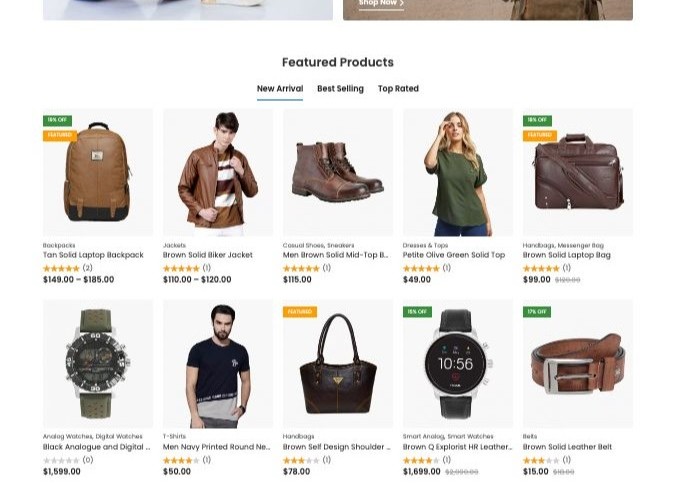 Shop Now >
Featured Products
New Arrival Best Selling Top Rated
FEATURED
FEATURED
Backpacks
Tan Solid Laptop Backpack
(2)
$149.00 – $185.00
Jackets
Brown Solid Biker Jacket
(1)
$110.00 – $120.00
Casual Shoes, Sneakers
Men Brown Solid Mid-Top B...
(1)
$115.00
Dresses & Tops
Petite Olive Green Solid Top
(1)
$49.00
Handbags, Messenger Bag
Brown Solid Laptop Bag
(1)
$99.00 $120.00
FEATURED
15% OFF
17% OFF
10:56
Analog Watches, Digital Watches
Black Analogue and Digital ...
(0)
$1,599.00
T-Shirts
Men Navy Printed Round Ne...
(1)
$50.00
Handbags
Brown Self Design Shoulder ...
(1)
$78.00
Smart Analog, Smart Watches
Brown Q Explorist HR Leather...
(1)
$1,699.00 $2,000.00
Belts
Brown Solid Leather Belt
(1)
$15.00 $18.00